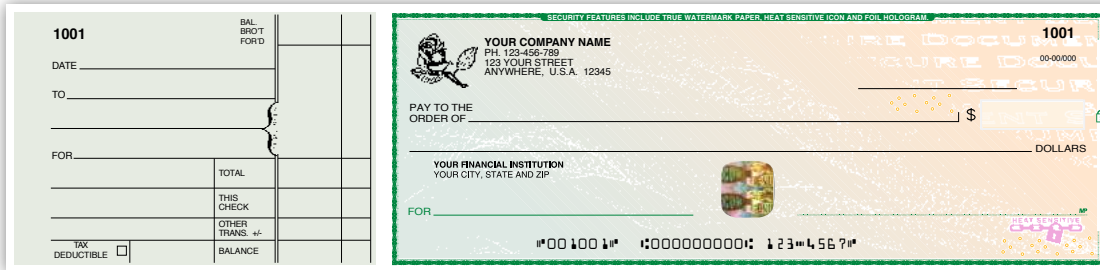 1001
BAL.
BRO'T
FOR'D
DATE
TO
FOR
TOTAL
THIS
CHECK
OTHER
TRANS. +/-
TAX
DEDUCTIBLE
BALANCE
SECURITY FEATURES INCLUDE TRUE WATERMARK PAPER, HEAT SENSITIVE ICON AND FOIL HOLOGRAM.
YOUR COMPANY NAME
PH. 123-456-789
123 YOUR STREET
ANYWHERE, U.S.A. 12345
1001
00-00/000
PAY TO THE
ORDER OF
$
DOLLARS
YOUR FINANCIAL INSTITUTION
YOUR CITY, STATE AND ZIP
FOR
MP
HEAT SENSITIVE
⑈001001⑈ ⑆000000000⑆ 123⑉4567⑈